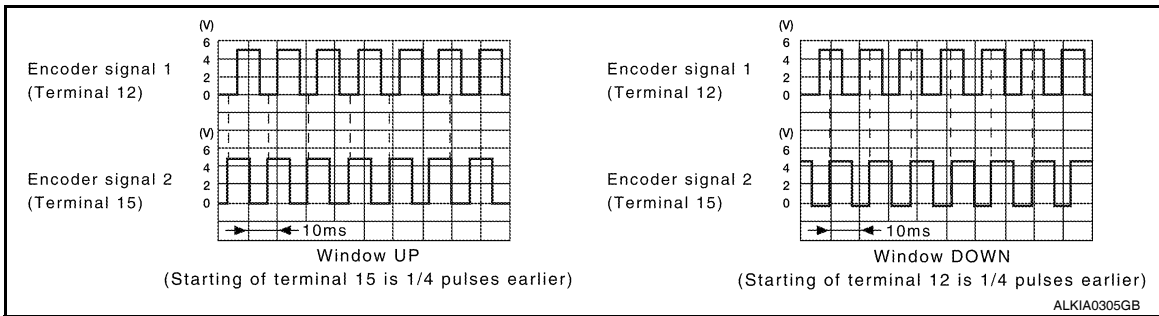 (V)
6
4
2
0
Encoder signal 1
(Terminal 12)
(V)
6
4
2
0
Encoder signal 2
(Terminal 15)
10ms
Window UP
(Starting of terminal 15 is 1/4 pulses earlier)
(V)
6
4
2
0
Encoder signal 1
(Terminal 12)
(V)
6
4
2
0
Encoder signal 2
(Terminal 15)
10ms
Window DOWN
(Starting of terminal 12 is 1/4 pulses earlier)
ALKIA0305GB